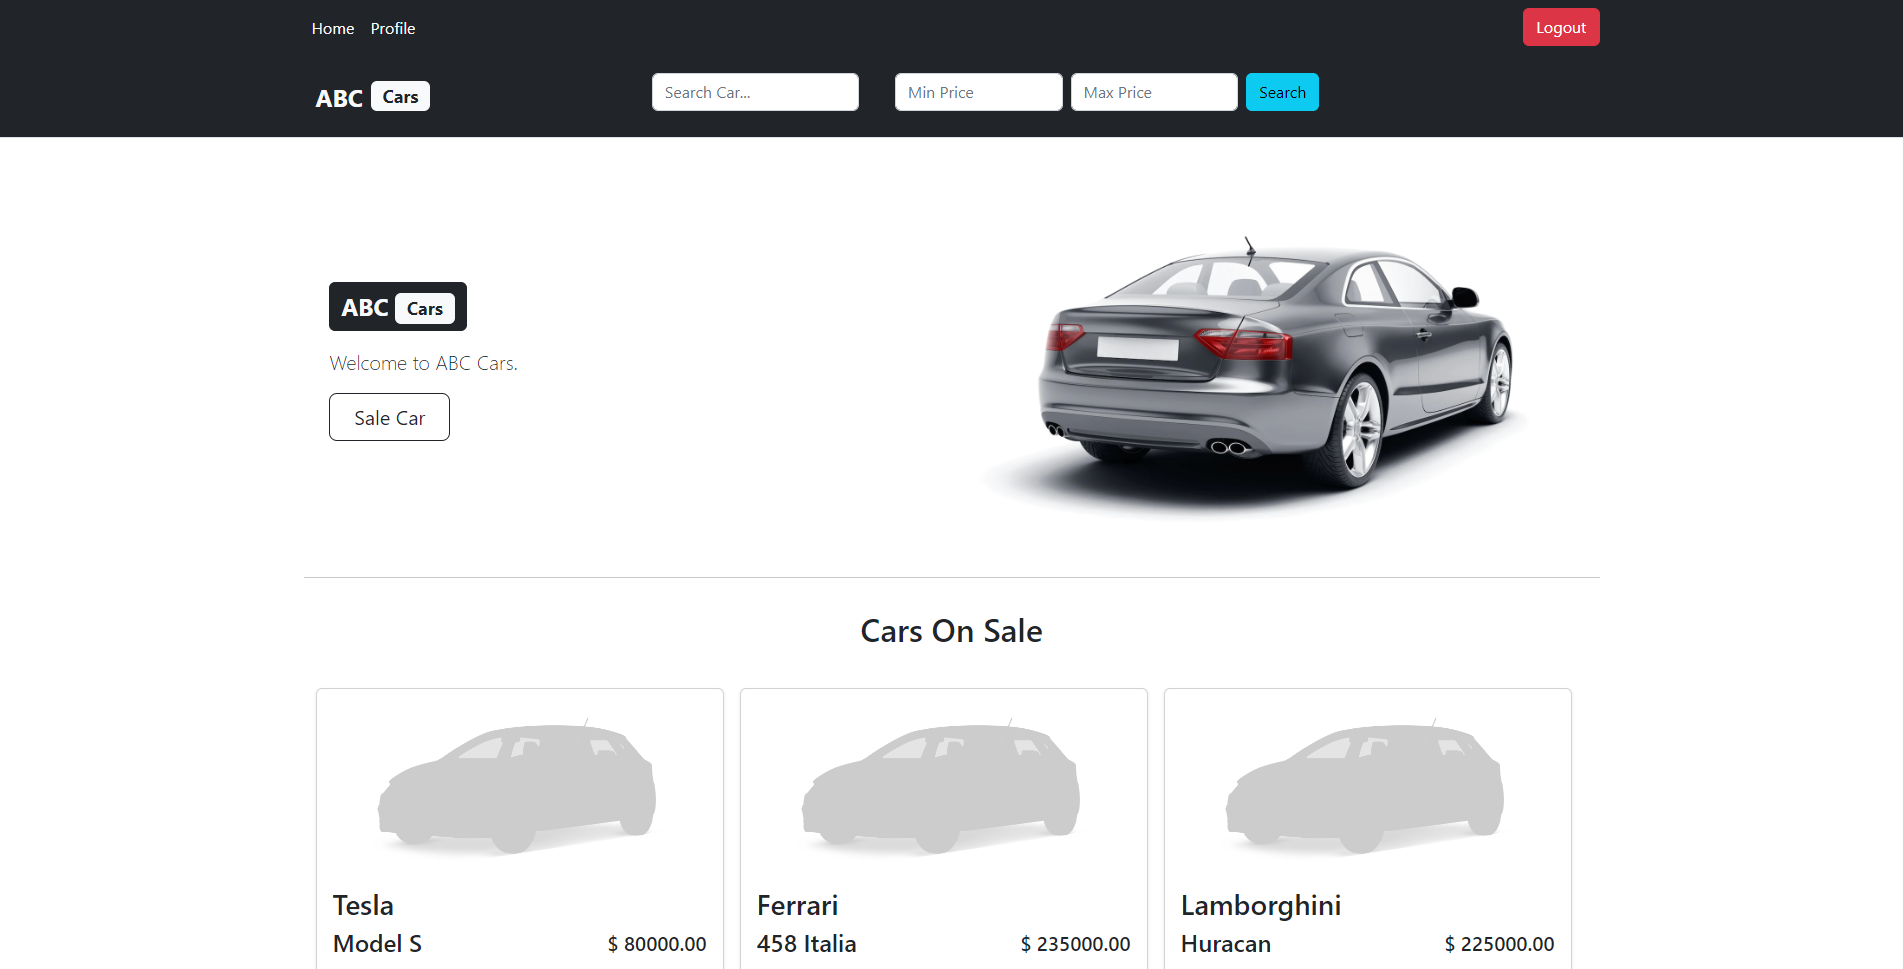 Home Profile Logout
ABC Cars Search Car... Min Price Max Price Search
ABC Cars
Welcome to ABC Cars.
Sale Car
Cars On Sale
Tesla
Model S $ 80000.00
Ferrari
458 Italia $ 235000.00
Lamborghini
Huracan $ 225000.00